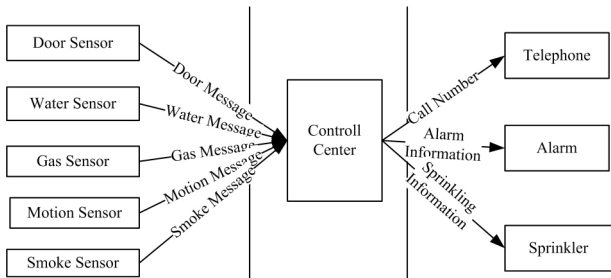 Door Sensor
Water Sensor
Gas Sensor
Motion Sensor
Smoke Sensor
Door Message
Water Message
Gas Message
Motion Message
Smoke Message
Controll
Center
Call Number
Alarm
Information
Sprinkling
Information
Telephone
Alarm
Sprinkler